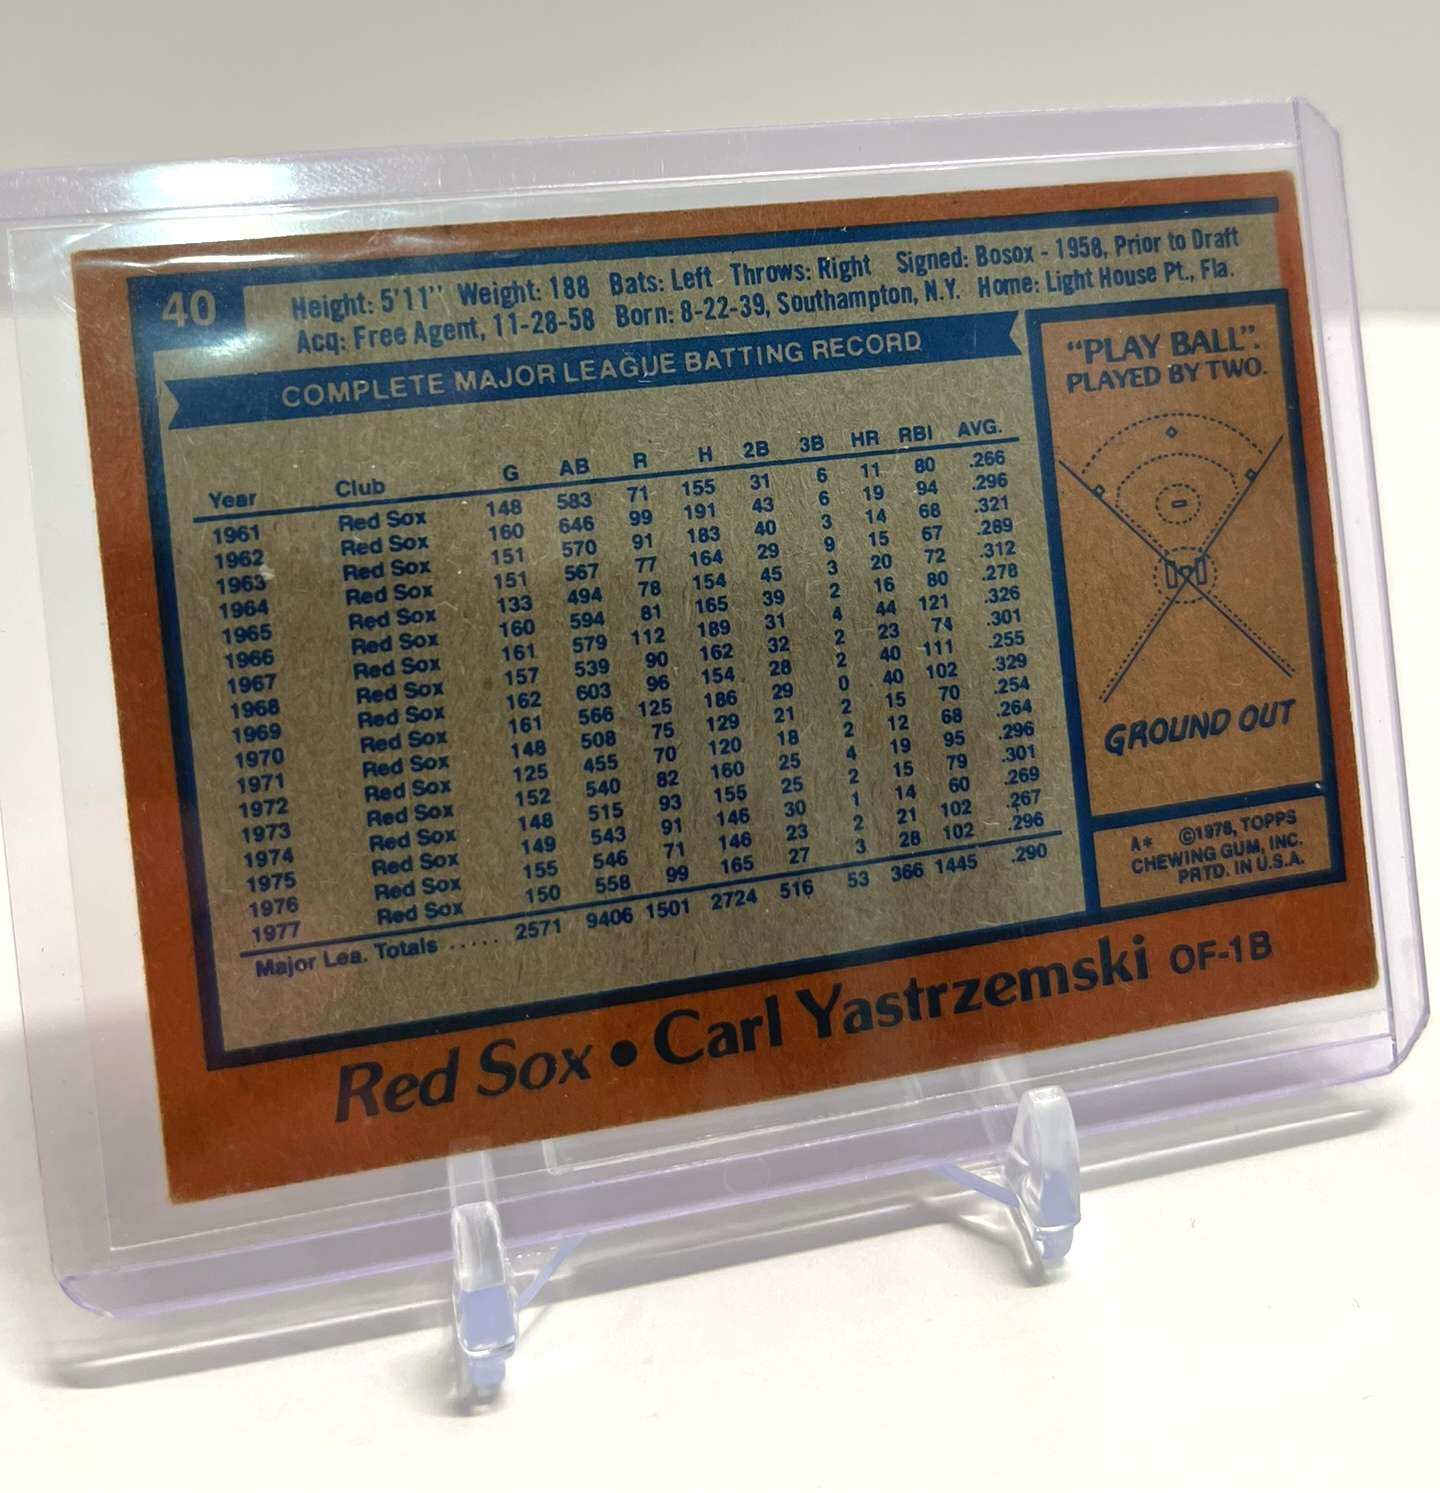 40
Height: 5'11" Weight: 188 Bats: Left Throws: Right Signed: Bosox - 1958, Prior to Draft
Acq: Free Agent, 11-28-58 Born: 8-22-39, Southampton, N.Y. Home: Light House Pt., Fla.
COMPLETE MAJOR LEAGUE BATTING RECORD
Year Club G AB R H 2B 3B HR RBI AVG.
1961 Red Sox 148 583 71 155 31 6 11 80 .266
1962 Red Sox 160 646 99 191 43 6 19 94 .296
1963 Red Sox 151 570 91 183 40 3 14 68 .321
1964 Red Sox 151 567 77 164 29 9 15 67 .289
1965 Red Sox 133 494 78 154 45 3 20 72 .312
1966 Red Sox 160 594 81 165 39 2 16 80 .278
1967 Red Sox 161 579 112 189 31 4 44 121 .326
1968 Red Sox 157 539 90 162 32 2 23 74 .301
1969 Red Sox 162 603 96 154 28 2 40 111 .255
1970 Red Sox 161 566 125 186 29 0 40 102 .329
1971 Red Sox 148 508 75 129 21 2 15 70 .254
1972 Red Sox 125 455 70 120 18 2 12 68 .264
1973 Red Sox 152 540 82 160 25 4 19 95 .296
1974 Red Sox 148 515 93 155 25 2 15 79 .301
1975 Red Sox 149 543 91 146 30 1 14 60 .269
1976 Red Sox 155 546 71 146 23 2 21 102 .267
1977 Red Sox 150 558 99 165 27 3 28 102 .296
Major Lea. Totals ..... 2571 9406 1501 2724 516 53 366 1445 .290
"PLAY BALL".
PLAYED BY TWO.
GROUND OUT
A* ©1978, TOPPS
CHEWING GUM, INC.
PRTD. IN U.S.A.
Red Sox • Carl Yastrzemski OF-1B